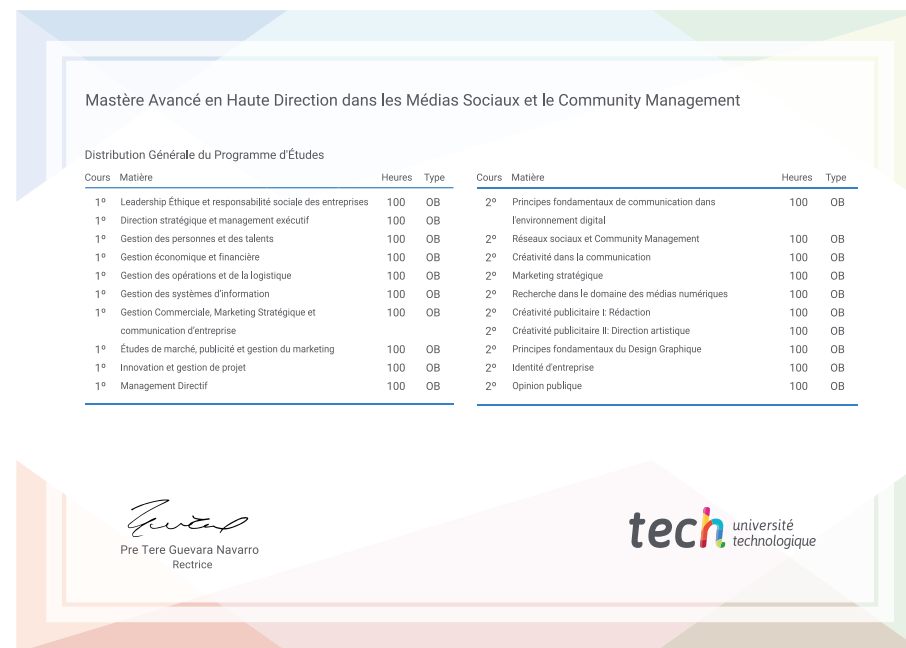 Mastère Avancé en Haute Direction dans les Médias Sociaux et le Community Management
Distribution Générale du Programme d'Études
Cours Matière Heures Type
1º Leadership Éthique et responsabilité sociale des entreprises 100 OB
1º Direction stratégique et management exécutif 100 OB
1º Gestion des personnes et des talents 100 OB
1º Gestion économique et financière 100 OB
1º Gestion des opérations et de la logistique 100 OB
1º Gestion des systèmes d'information 100 OB
1º Gestion Commerciale, Marketing Stratégique et 100 OB
communication d'entreprise
1º Études de marché, publicité et gestion du marketing 100 OB
1º Innovation et gestion de projet 100 OB
1º Management Directif 100 OB
Cours Matière Heures Type
2º Principes fondamentaux de communication dans 100 OB
l'environnement digital
2º Réseaux sociaux et Community Management 100 OB
2º Créativité dans la communication 100 OB
2º Marketing stratégique 100 OB
2º Recherche dans le domaine des médias numériques 100 OB
2º Créativité publicitaire I: Rédaction 100 OB
2º Créativité publicitaire II: Direction artistique 100 OB
2º Principes fondamentaux du Design Graphique 100 OB
2º Identité d'entreprise 100 OB
2º Opinion publique 100 OB
Pre Tere Guevara Navarro
Rectrice
tech université
technologique